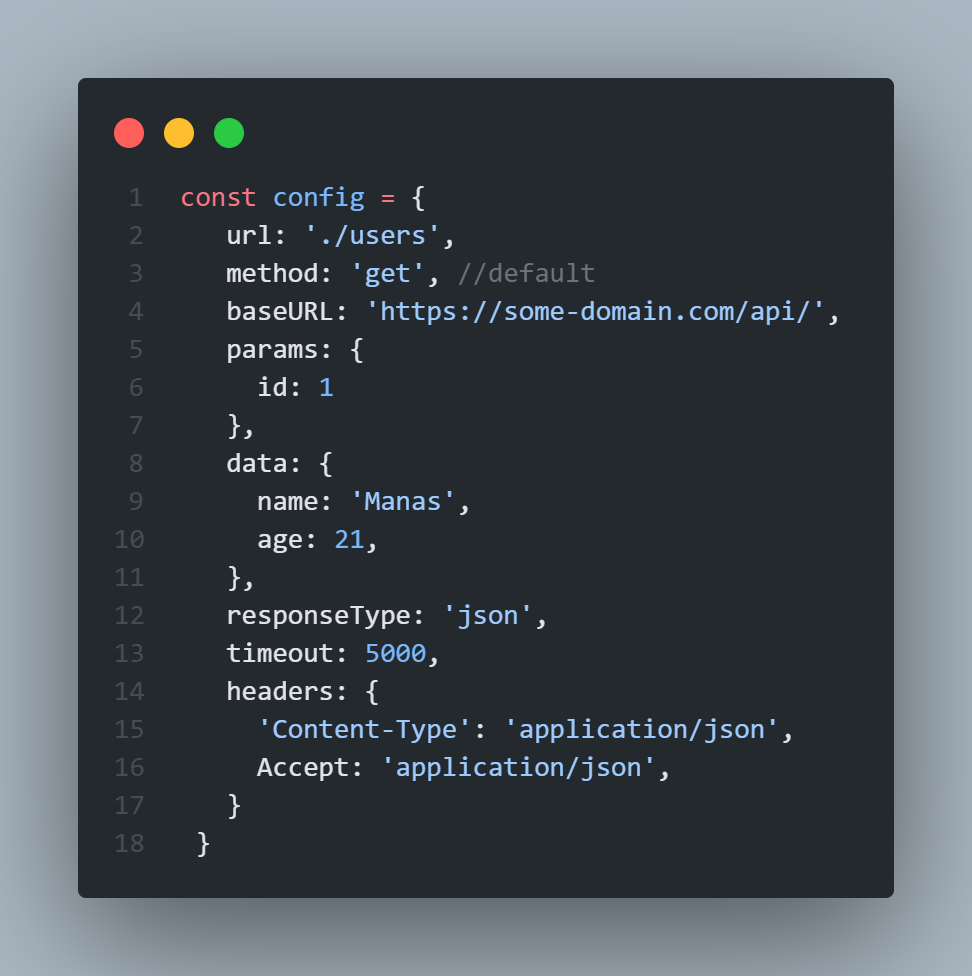 1 const config = {
2 url: './users',
3 method: 'get', //default
4 baseURL: 'https://some-domain.com/api/',
5 params: {
6 id: 1
7 },
8 data: {
9 name: 'Manas',
10 age: 21,
11 },
12 responseType: 'json',
13 timeout: 5000,
14 headers: {
15 'Content-Type': 'application/json',
16 Accept: 'application/json',
17 }
18 }